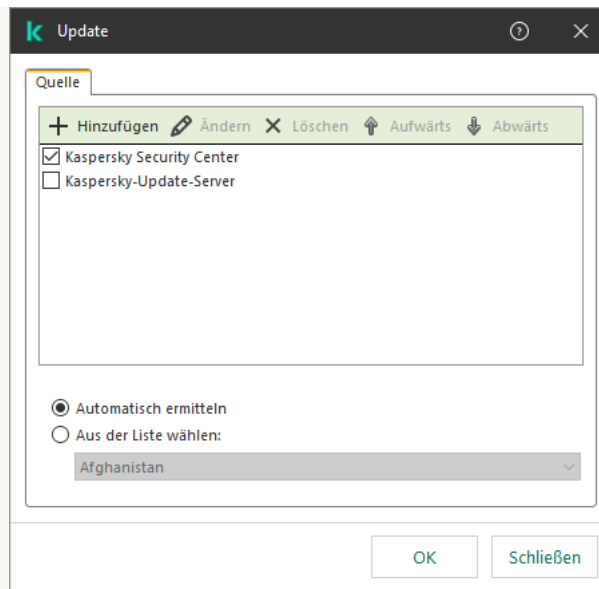 Update
Quelle
Hinzufügen Ändern Löschen Aufwärts Abwärts
Kaspersky Security Center
Kaspersky-Update-Server
Automatisch ermitteln
Aus der Liste wählen:
Afghanistan
OK Schließen